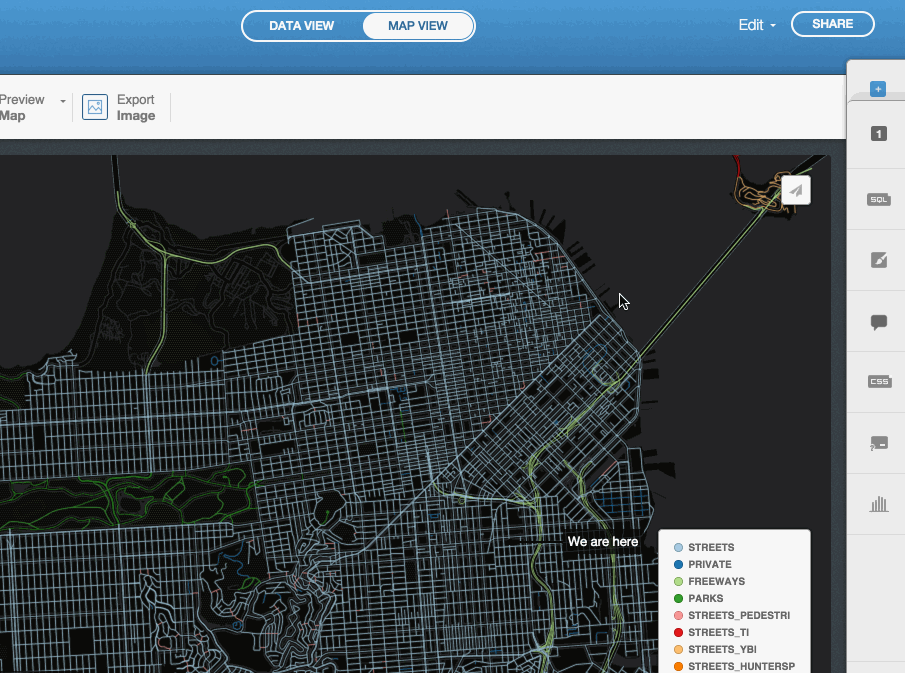 DATA VIEW
MAP VIEW
Edit
SHARE
Preview
Map
Export
Image
+
1
SQL
CSS
?
We are here
STREETS
PRIVATE
FREEWAYS
PARKS
STREETS_PEDESTRI
STREETS_TI
STREETS_YBI
STREETS_HUNTERSP